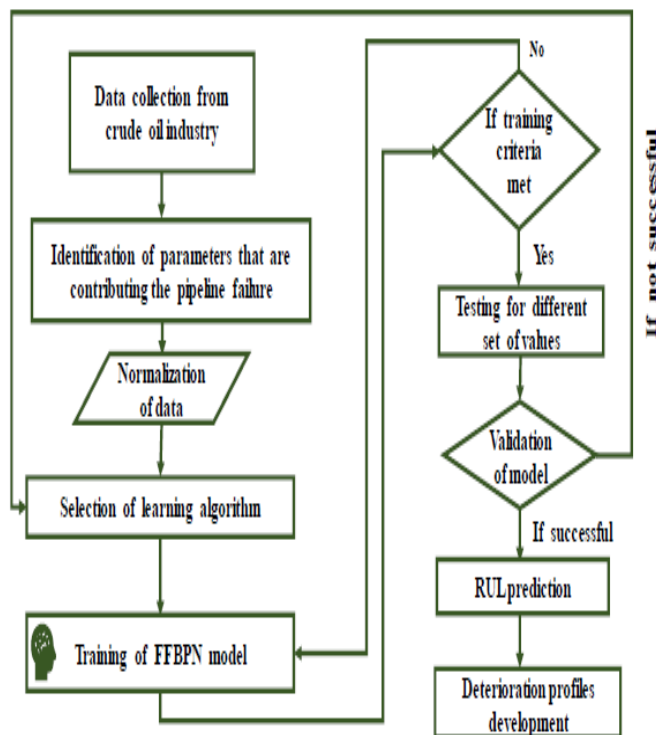 Data collection from
crude oil industry
Identification of parameters that are
contributing the pipeline failure
Normalization
of data
Selection of learning algorithm
Training of FFBPN model
No
If training
criteria
met
Yes
Testing for different
set of values
Validation
of model
If not successful
If successful
RUL prediction
Deterioration profiles
development